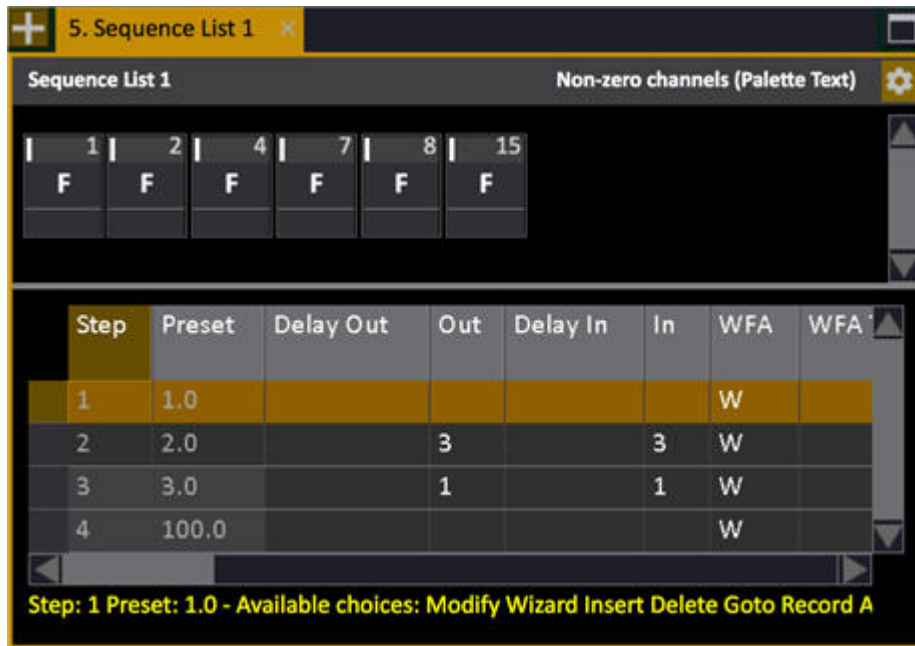 5. Sequence List 1
Sequence List 1 Non-zero channels (Palette Text)
1 2 4 7 8 15
F F F F F F
Step Preset Delay Out Out Delay In In WFA WFA
1 1.0 W
2 2.0 3 3 W
3 3.0 1 1 W
4 100.0 W
Step: 1 Preset: 1.0 - Available choices: Modify Wizard Insert Delete Goto Record A